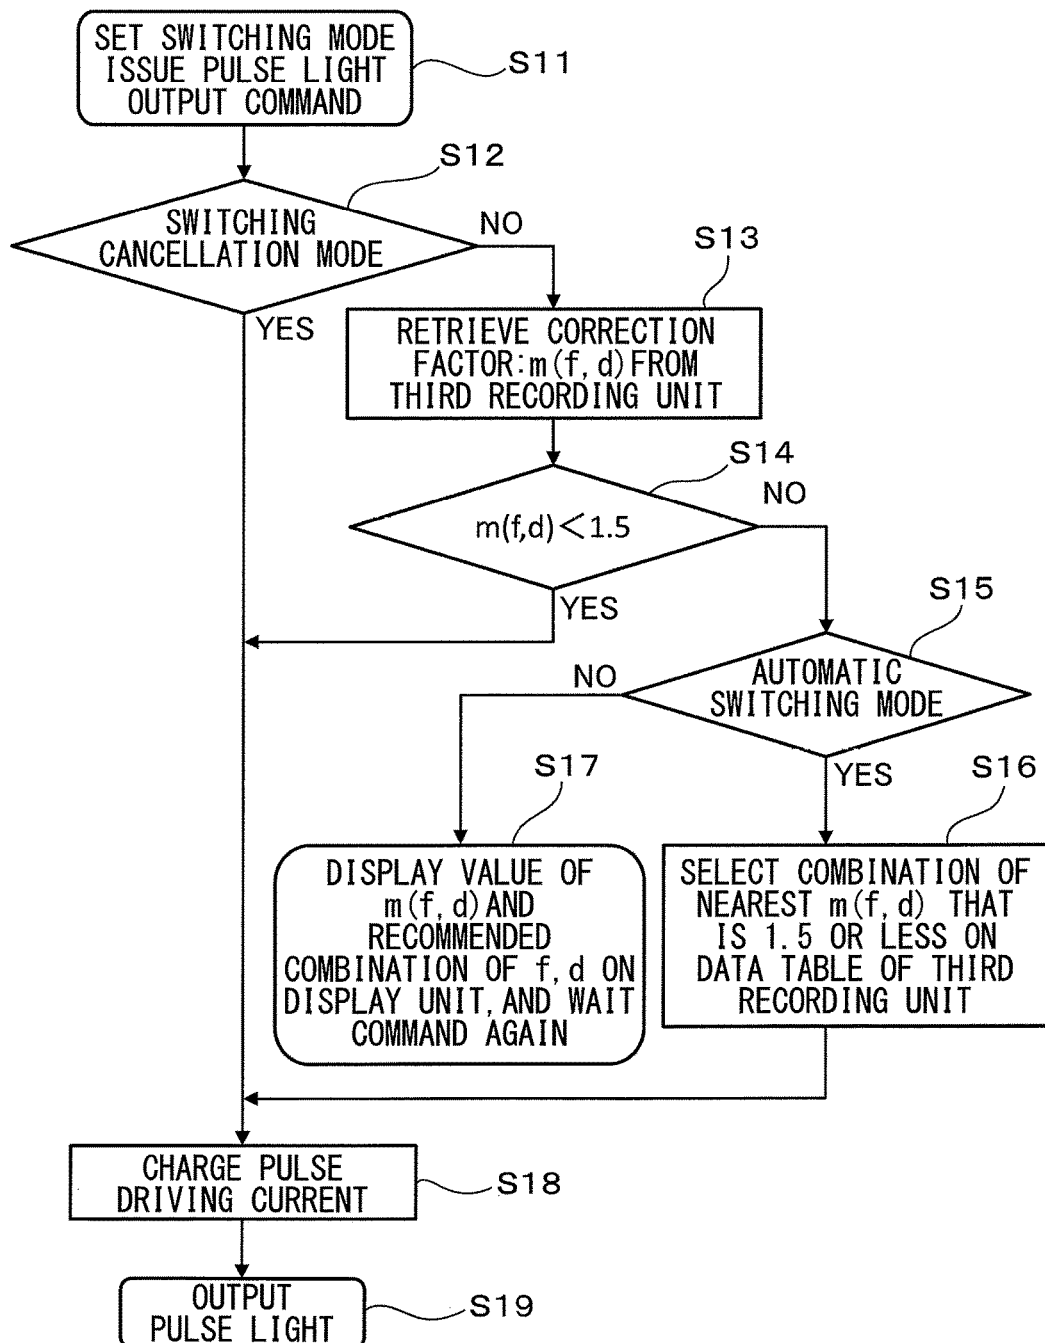 SET SWITCHING MODE
ISSUE PULSE LIGHT
OUTPUT COMMAND
S11
S12
SWITCHING
CANCELLATION MODE
NO
YES
S13
RETRIEVE CORRECTION
FACTOR:m(f,d)FROM
THIRD RECORDING UNIT
S14
m(f,d)<1.5
NO
YES
S15
AUTOMATIC
SWITCHING MODE
NO
YES
S17
DISPLAY VALUE OF
m(f,d)AND
RECOMMENDED
COMBINATION OF f,d ON
DISPLAY UNIT,AND WAIT
COMMAND AGAIN
S16
SELECT COMBINATION OF
NEAREST m(f,d) THAT
IS 1.5 OR LESS ON
DATA TABLE OF THIRD
RECORDING UNIT
CHARGE PULSE
DRIVING CURRENT
S18
OUTPUT
PULSE LIGHT
S19